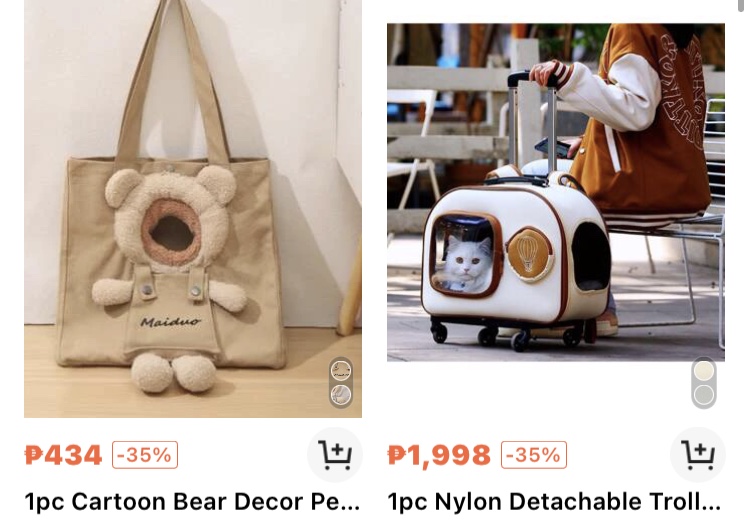 Maiduo
₱434 -35%
1pc Cartoon Bear Decor Pe...
₱1,998 -35%
1pc Nylon Detachable Troll...